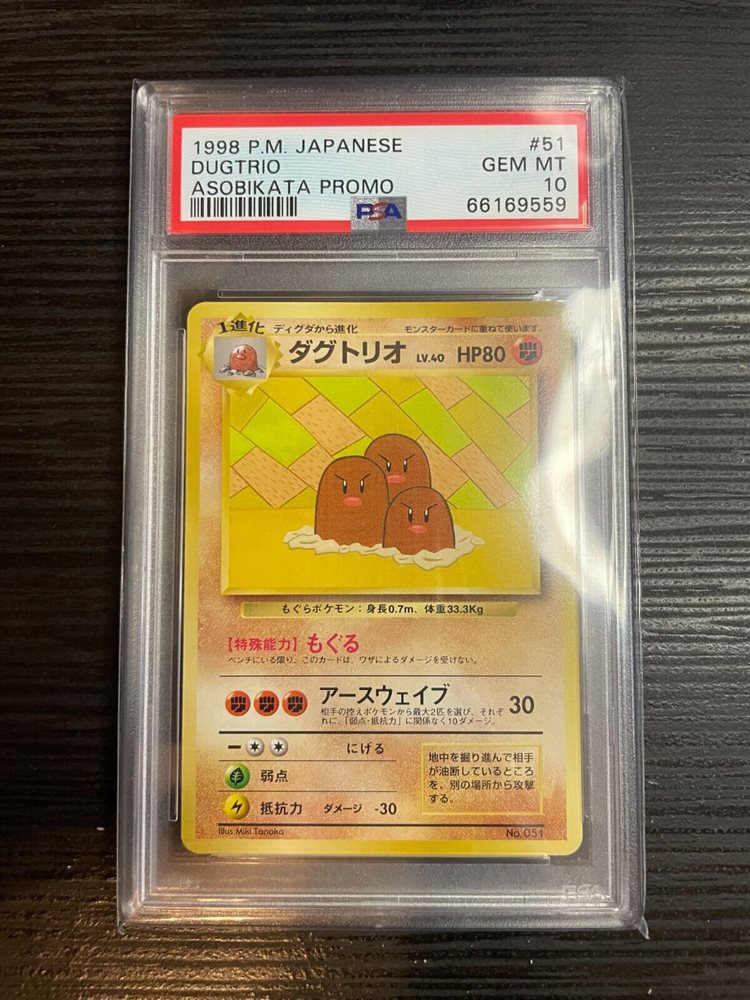 1998 P.M. JAPANESE #51
DUGTRIO GEM MT
ASOBIKATA PROMO 10
PSA 66169559
1進化 ディグダから進化 モンスターカードに重ねて使います。
ダグトリオ LV.40 HP80
もぐらポケモン：身長0.7m、体重33.3Kg
【特殊能力】もぐる
ベンチにいる限り、このカードは、ワザによるダメージを受けない。
アースウェイブ 30
相手の控えポケモンから最大2匹を選び、それぞ
れに、「弱点・抵抗力」に関係なく10ダメージ。
ー にげる
弱点
抵抗力 ダメージ -30
地中を掘り進んで相手
が油断しているところ
を、別の場所から攻撃
する。
Illus. Miki Tanaka No.051
PSA